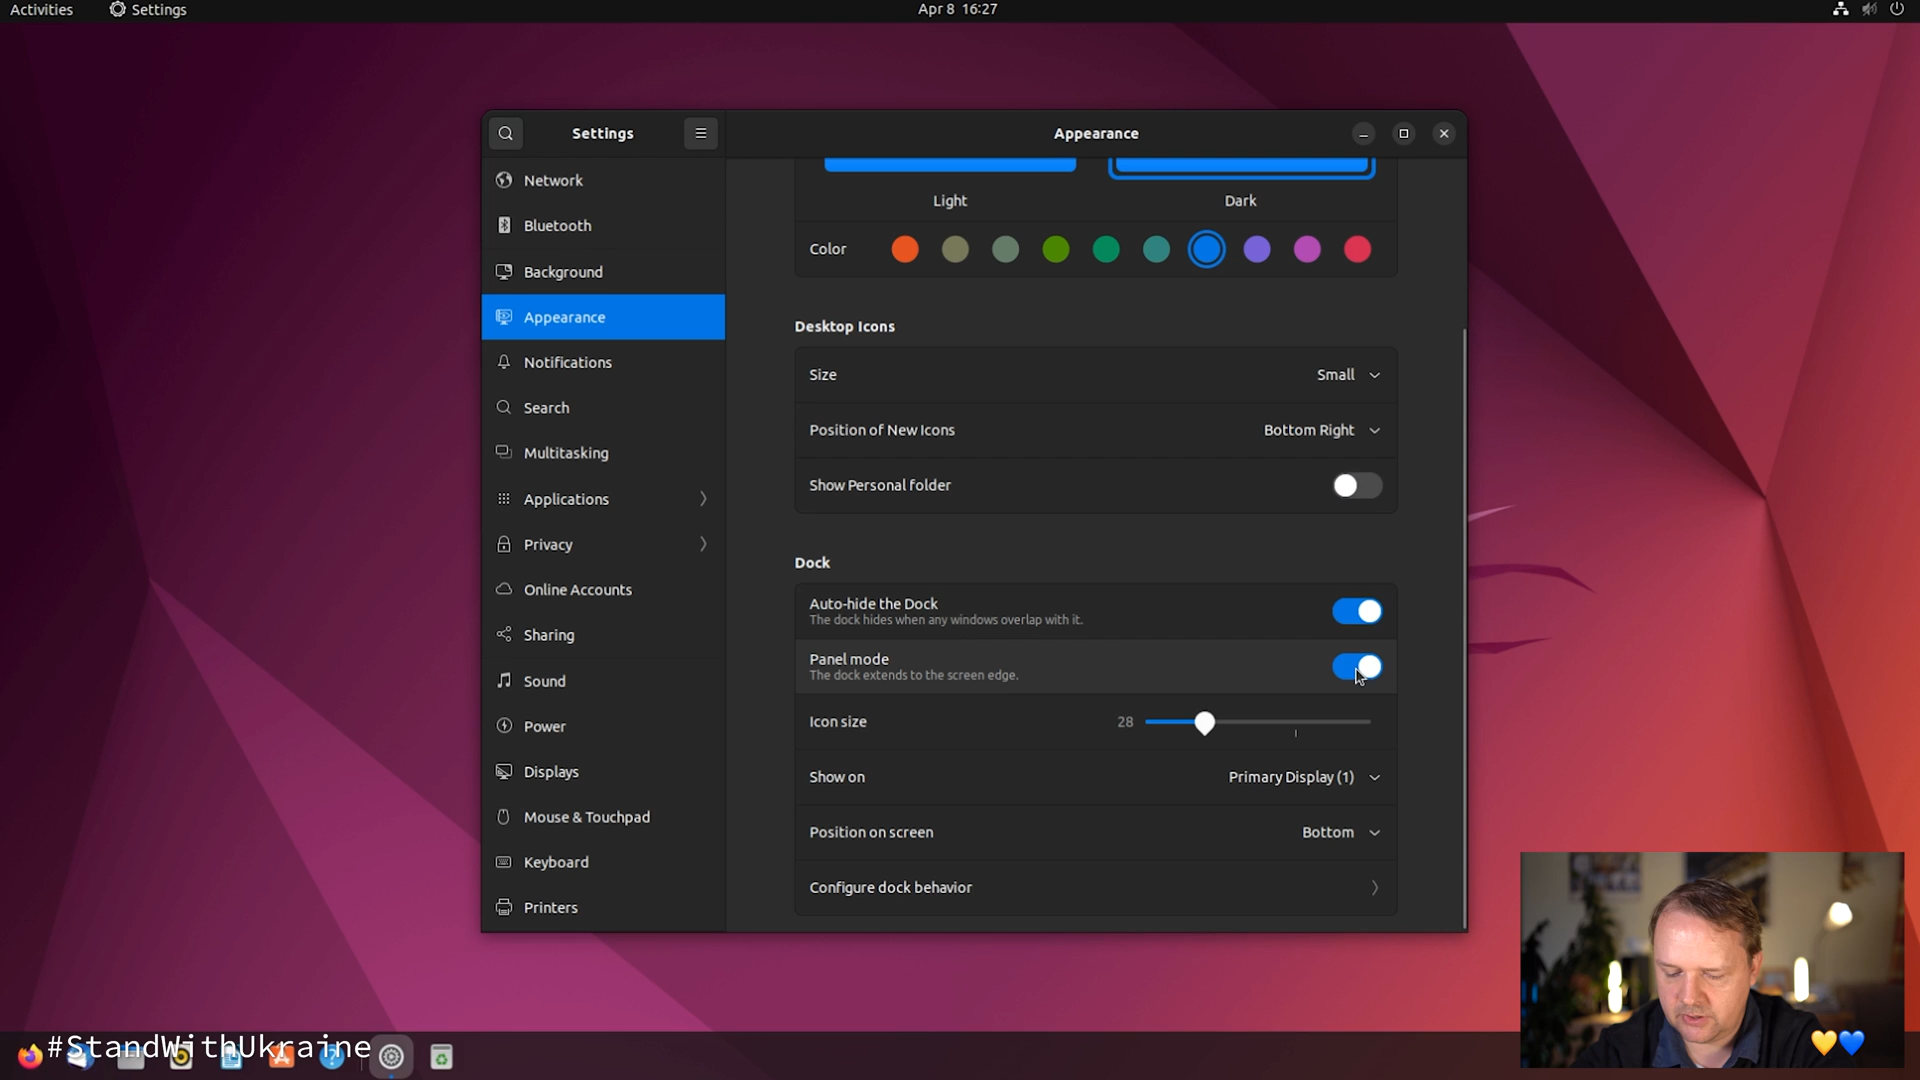 Activities
Settings
Apr 8 16:27
Settings
Appearance
Network
Bluetooth
Background
Appearance
Notifications
Search
Multitasking
Applications
Privacy
Online Accounts
Sharing
Sound
Power
Displays
Mouse & Touchpad
Keyboard
Printers
Light
Dark
Color
Desktop Icons
Size
Small
Position of New Icons
Bottom Right
Show Personal folder
Dock
Auto-hide the Dock
The dock hides when any windows overlap with it.
Panel mode
The dock extends to the screen edge.
Icon size
28
Show on
Primary Display (1)
Position on screen
Bottom
Configure dock behavior
#StandWithUkraine